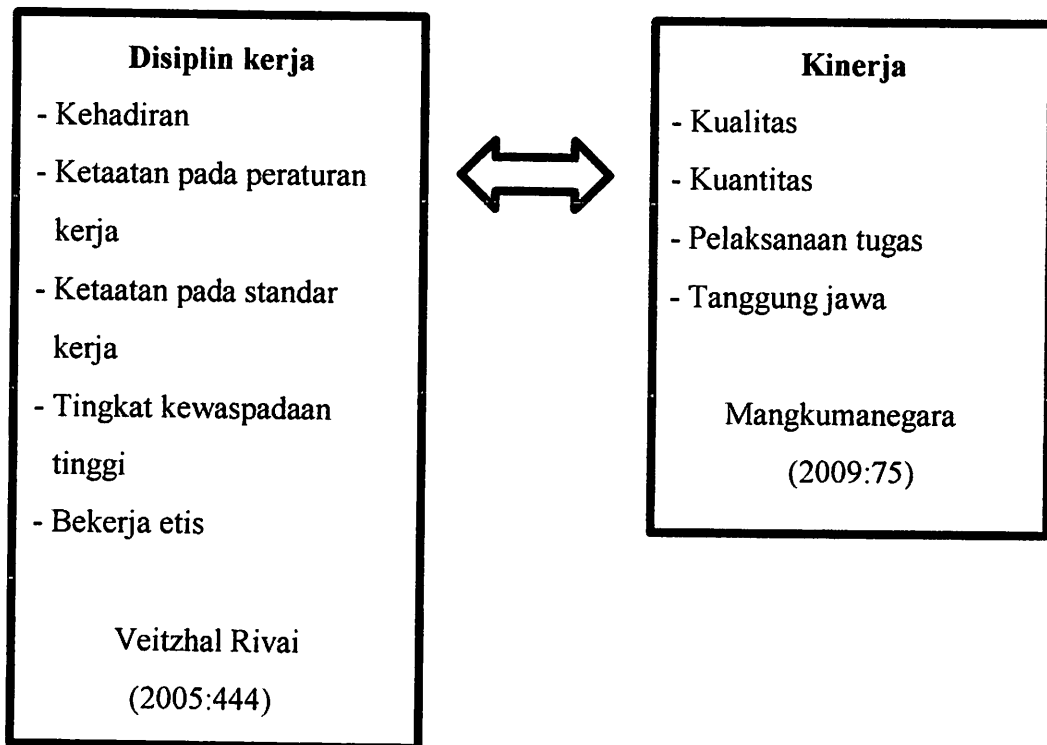 Disiplin kerja
- Kehadiran
- Ketaatan pada peraturan
kerja
- Ketaatan pada standar
kerja
- Tingkat kewaspadaan
tinggi
- Bekerja etis
Veitzhal Rivai
(2005:444)
Kinerja
- Kualitas
- Kuantitas
- Pelaksanaan tugas
- Tanggung jawa
Mangkumanegara
(2009:75)